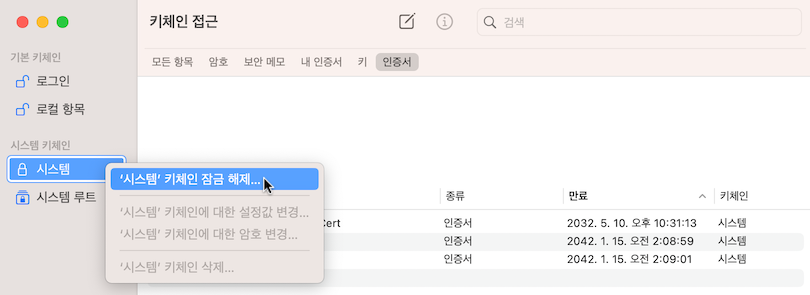 키체인 접근
검색
모든 항목 암호 보안 메모 내 인증서 키 인증서
기본 키체인
로그인
로컬 항목
시스템 키체인
시스템
시스템 루트
‘시스템’ 키체인 잠금 해제...
‘시스템’ 키체인에 대한 설정값 변경...
‘시스템’ 키체인에 대한 암호 변경...
‘시스템’ 키체인 삭제...
종류 만료 키체인
Cert 인증서 2032. 5. 10. 오후 10:31:13 시스템
인증서 2042. 1. 15. 오전 2:08:59 시스템
인증서 2042. 1. 15. 오전 2:09:01 시스템